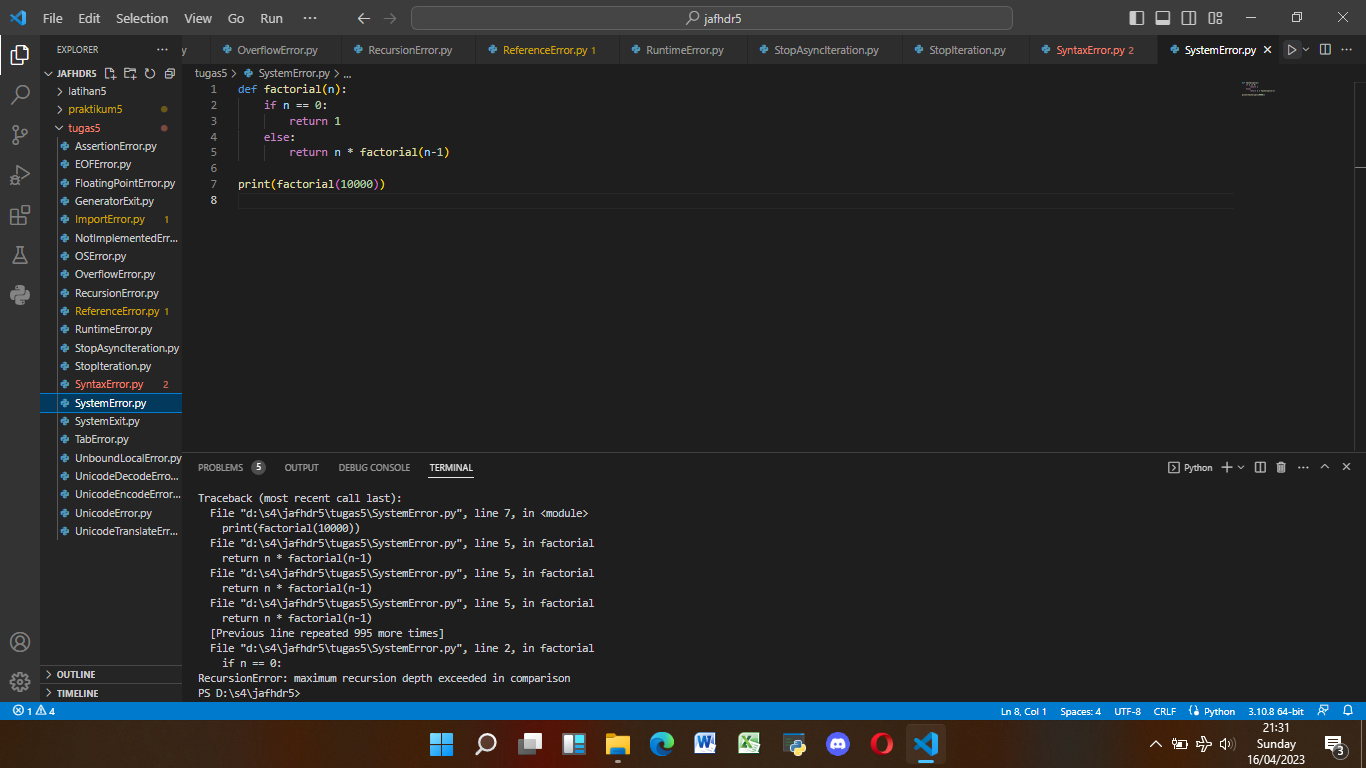 File Edit Selection View Go Run ···
jafhdr5
EXPLORER ···
y OverflowError.py RecursionError.py ReferenceError.py 1 RuntimeError.py StopAsyncIteration.py StopIteration.py SyntaxError.py 2 SystemError.py
JAFHDR5
latihan5
praktikum5
tugas5
AssertionError.py
EOFError.py
FloatingPointError.py
GeneratorExit.py
ImportError.py 1
NotImplementedErr...
OSError.py
OverflowError.py
RecursionError.py
ReferenceError.py 1
RuntimeError.py
StopAsyncIteration.py
StopIteration.py
SyntaxError.py 2
SystemError.py
SystemExit.py
TabError.py
UnboundLocalError.py
UnicodeDecodeErro...
UnicodeEncodeError...
UnicodeError.py
UnicodeTranslateErr...
OUTLINE
TIMELINE
tugas5 > SystemError.py > ...
1 def factorial(n):
2 if n == 0:
3 return 1
4 else:
5 return n * factorial(n-1)
6
7 print(factorial(10000))
8
PROBLEMS 5 OUTPUT DEBUG CONSOLE TERMINAL
Python
Traceback (most recent call last):
File "d:\s4\jafhdr5\tugas5\SystemError.py", line 7, in <module>
print(factorial(10000))
File "d:\s4\jafhdr5\tugas5\SystemError.py", line 5, in factorial
return n * factorial(n-1)
File "d:\s4\jafhdr5\tugas5\SystemError.py", line 5, in factorial
return n * factorial(n-1)
File "d:\s4\jafhdr5\tugas5\SystemError.py", line 5, in factorial
return n * factorial(n-1)
[Previous line repeated 995 more times]
File "d:\s4\jafhdr5\tugas5\SystemError.py", line 2, in factorial
if n == 0:
RecursionError: maximum recursion depth exceeded in comparison
PS D:\s4\jafhdr5>
1 4
Ln 8, Col 1 Spaces: 4 UTF-8 CRLF Python 3.10.8 64-bit
21:31
Sunday
16/04/2023
3